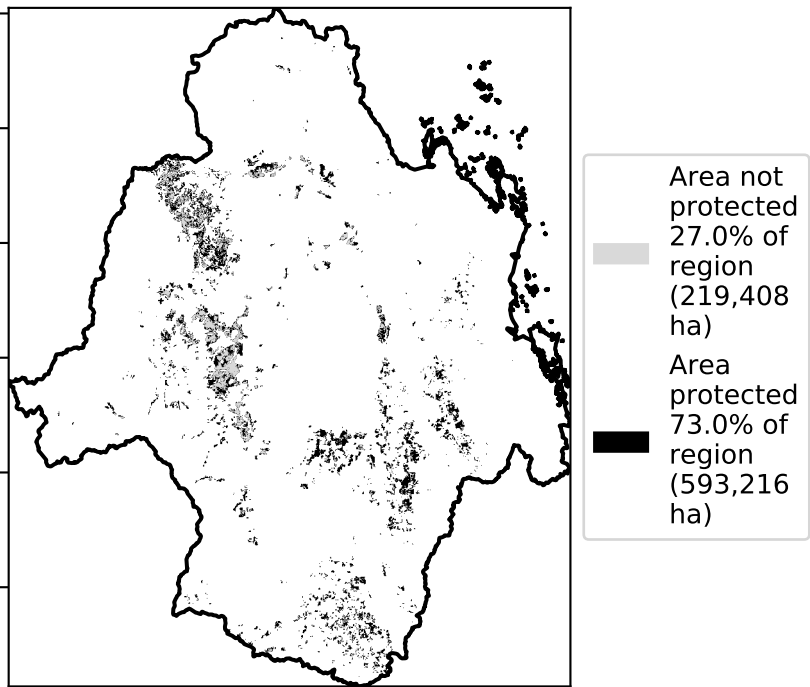 Area not
protected
27.0% of
region
(219,408
ha)
Area
protected
73.0% of
region
(593,216
ha)